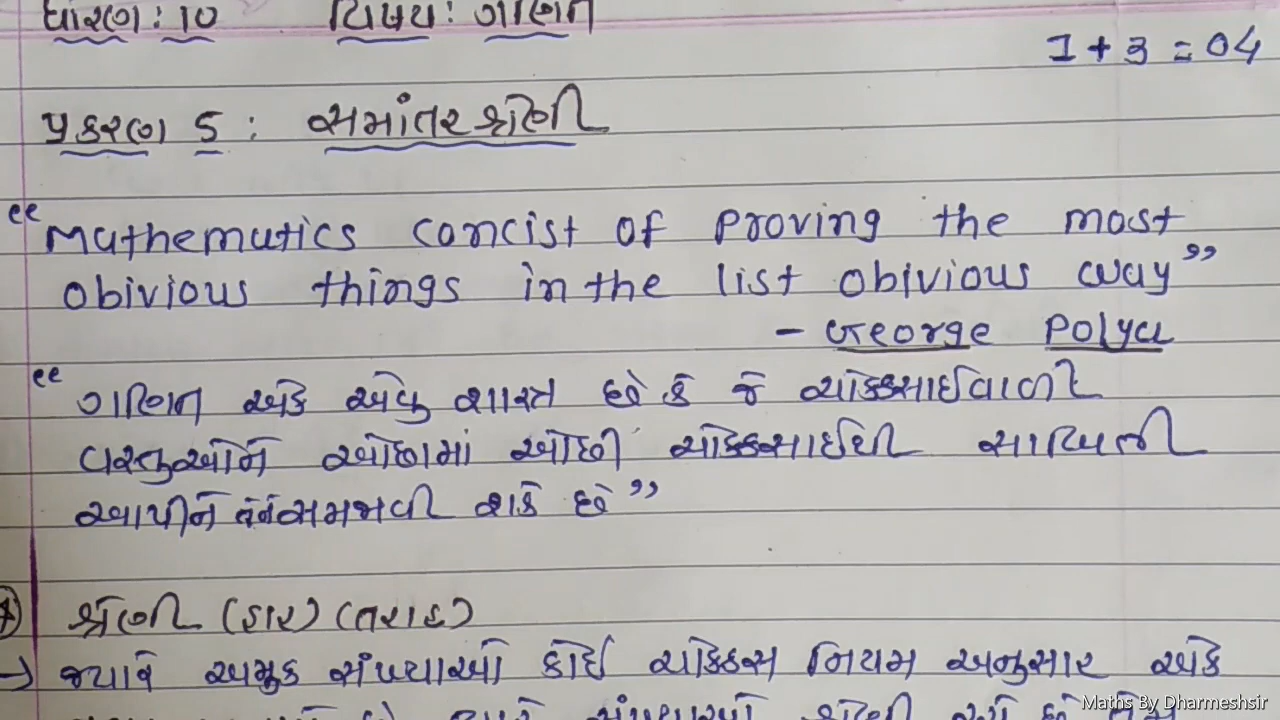 ધોરણ : 10 વિષય : ગણિત
1 + 3 = 04
પ્રકરણ 5 : સમાંતર શ્રેણી
“Mathematics concist of proving the most
obivious things in the list obivious way”
- George Polya
“ગણિત એક એવુ શાસ્ત્ર છે કે જે ચોક્કસાઈવાળી
વસ્તુઓને ઓછામાં ઓછી ચોક્કસાઈથી સાબિતી
આપીને સમજાવી શકે છે”
શ્રેણી (હાર) (તરાહ)
→ જ્યારે અમુક સંખ્યાઓ કોઈ ચોક્કસ નિયમ અનુસાર એક
Maths By Dharmeshsir